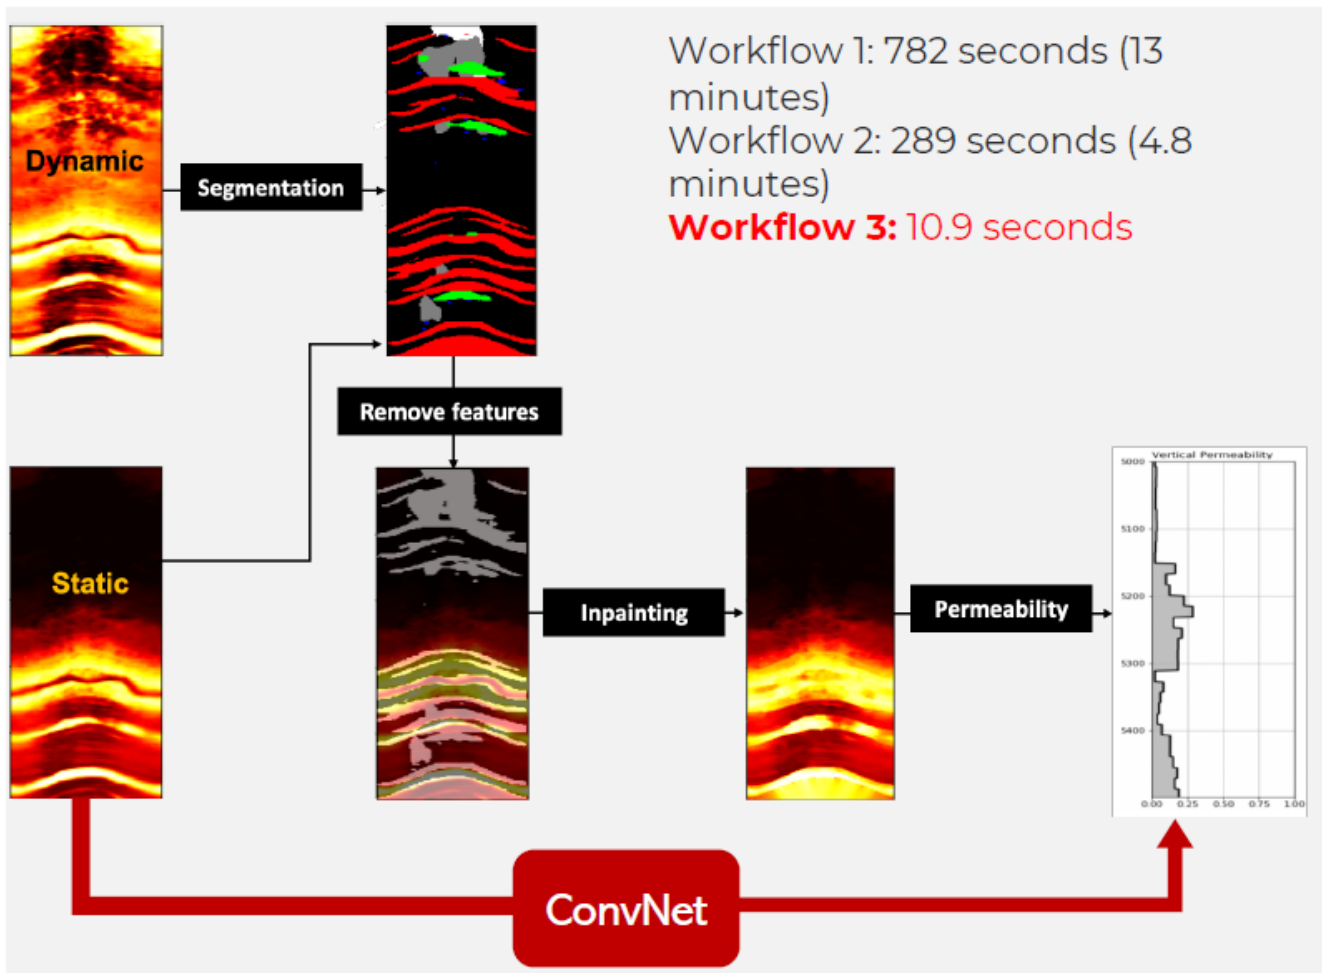 Workflow 1: 782 seconds (13
minutes)
Workflow 2: 289 seconds (4.8
minutes)
Workflow 3: 10.9 seconds
Dynamic
Segmentation
Remove features
Static
Inpainting
Permeability
Vertical Permeability
5000
5100
5200
5300
5400
0.00 0.25 0.50 0.75 1.00
ConvNet